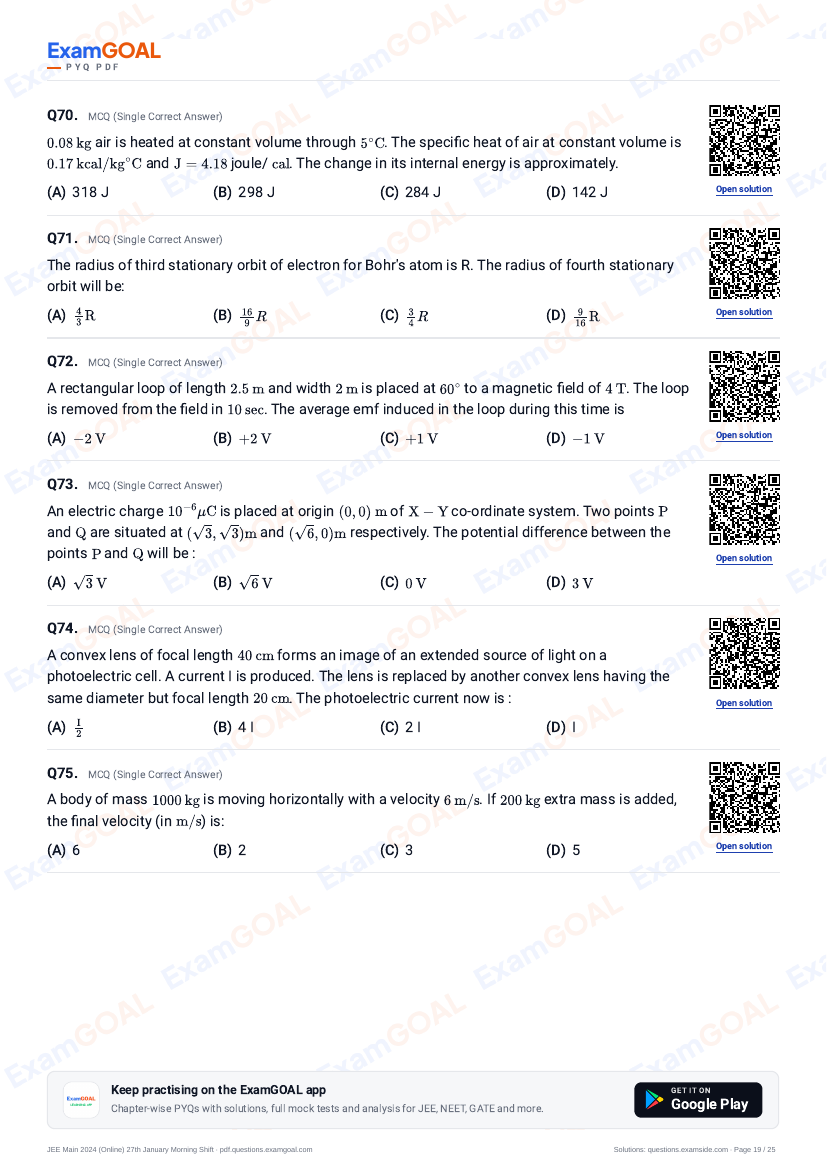 ExamGOAL
PYQ PDF
Q70. MCQ (Single Correct Answer)
0.08 kg air is heated at constant volume through 5°C. The specific heat of air at constant volume is
0.17 kcal/kg°C and J = 4.18 joule/ cal. The change in its internal energy is approximately.
(A) 318 J (B) 298 J (C) 284 J (D) 142 J
Open solution
Q71. MCQ (Single Correct Answer)
The radius of third stationary orbit of electron for Bohr's atom is R. The radius of fourth stationary
orbit will be:
(A) 4/3 R (B) 16/9 R (C) 3/4 R (D) 9/16 R
Open solution
Q72. MCQ (Single Correct Answer)
A rectangular loop of length 2.5 m and width 2 m is placed at 60° to a magnetic field of 4 T. The loop
is removed from the field in 10 sec. The average emf induced in the loop during this time is
(A) −2 V (B) +2 V (C) +1 V (D) −1 V
Open solution
Q73. MCQ (Single Correct Answer)
An electric charge 10⁻⁶μC is placed at origin (0, 0) m of X − Y co-ordinate system. Two points P
and Q are situated at (√3, √3)m and (√6, 0)m respectively. The potential difference between the
points P and Q will be :
(A) √3 V (B) √6 V (C) 0 V (D) 3 V
Open solution
Q74. MCQ (Single Correct Answer)
A convex lens of focal length 40 cm forms an image of an extended source of light on a
photoelectric cell. A current I is produced. The lens is replaced by another convex lens having the
same diameter but focal length 20 cm. The photoelectric current now is :
(A) I/2 (B) 4 I (C) 2 I (D) I
Open solution
Q75. MCQ (Single Correct Answer)
A body of mass 1000 kg is moving horizontally with a velocity 6 m/s. If 200 kg extra mass is added,
the final velocity (in m/s) is:
(A) 6 (B) 2 (C) 3 (D) 5
Open solution
ExamGOAL
Keep practising on the ExamGOAL app
Chapter-wise PYQs with solutions, full mock tests and analysis for JEE, NEET, GATE and more.
GET IT ON
Google Play
JEE Main 2024 (Online) 27th January Morning Shift · pdf.questions.examgoal.com
Solutions: questions.examside.com · Page 19 / 25